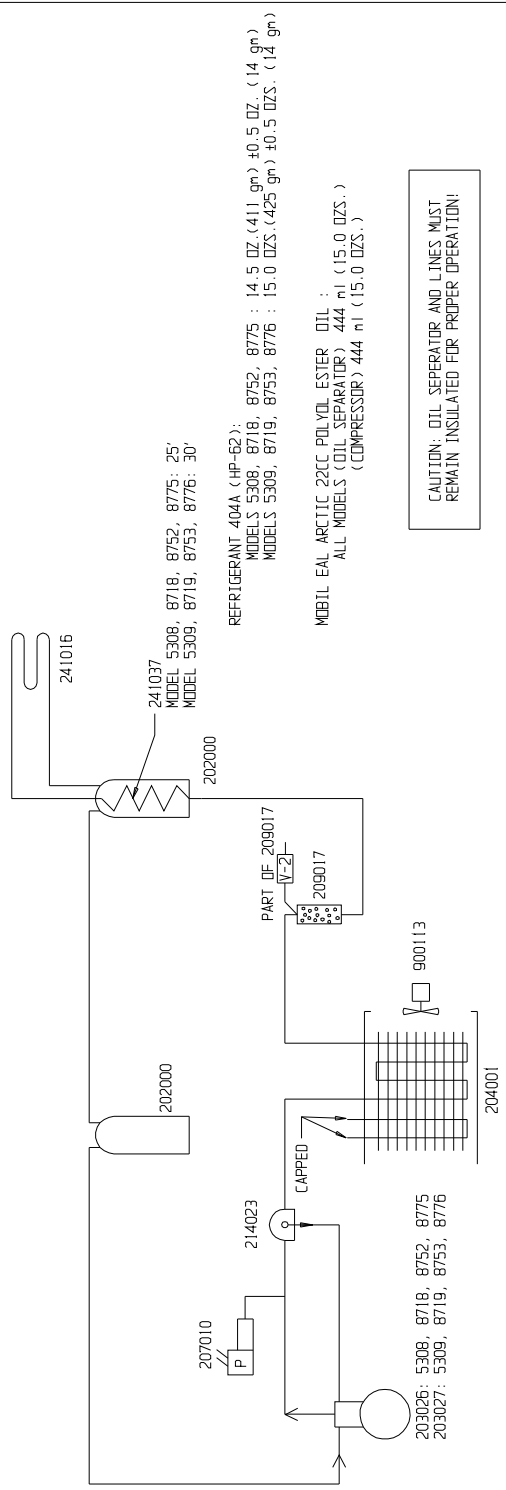 241016
241037
MODEL 5308, 8718, 8752, 8775: 25'
MODEL 5309, 8719, 8753, 8776: 30'
202000
REFRIGERANT 404A (HP-62):
MODELS 5308, 8718, 8752, 8775 : 14.5 OZ.(411 gm) ±0.5 OZ. (14 gm)
MODELS 5309, 8719, 8753, 8776 : 15.0 OZS.(425 gm) ±0.5 OZS. (14 gm)
MOBIL EAL ARCTIC 22CC POLYOL ESTER OIL :
ALL MODELS (OIL SEPARATOR) 444 ml (15.0 OZS.)
(COMPRESSOR) 444 ml (15.0 OZS.)
CAUTION: OIL SEPERATOR AND LINES MUST
REMAIN INSULATED FOR PROPER OPERATION!
202000
PART OF 209017
V-2
209017
900113
204001
CAPPED
214023
207010
P
203026: 5308, 8718, 8752, 8775
203027: 5309, 8719, 8753, 8776